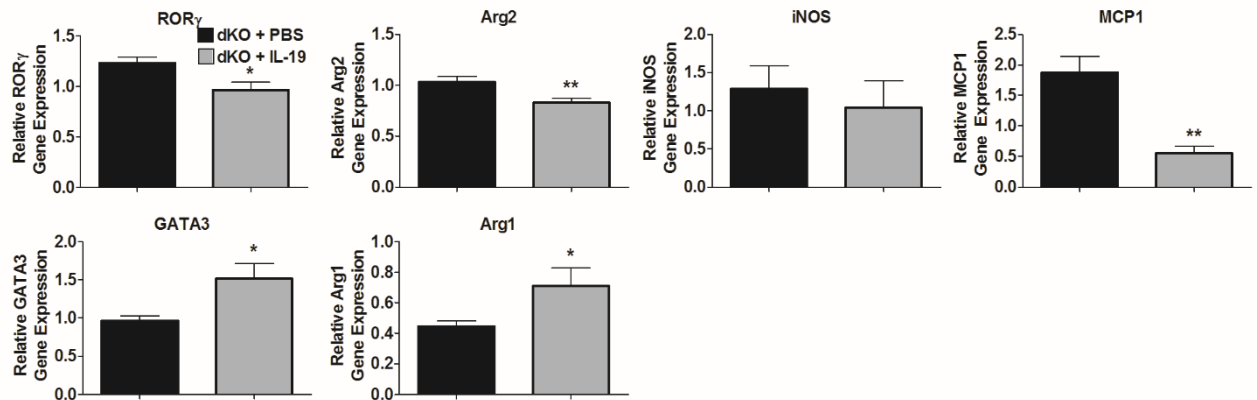 RORγ
dKO + PBS
dKO + IL-19
Relative RORγ
Gene Expression
1.5
1.0
0.5
0.0
*
Arg2
Relative Arg2
Gene Expression
1.5
1.0
0.5
0.0
**
iNOS
Relative iNOS
Gene Expression
2.0
1.5
1.0
0.5
0.0
MCP1
Relative MCP1
Gene Expression
2.5
2.0
1.5
1.0
0.5
0.0
**
GATA3
Relative GATA3
Gene Expression
2.0
1.5
1.0
0.5
0.0
*
Arg1
Relative Arg1
Gene Expression
1.0
0.8
0.6
0.4
0.2
0.0
*